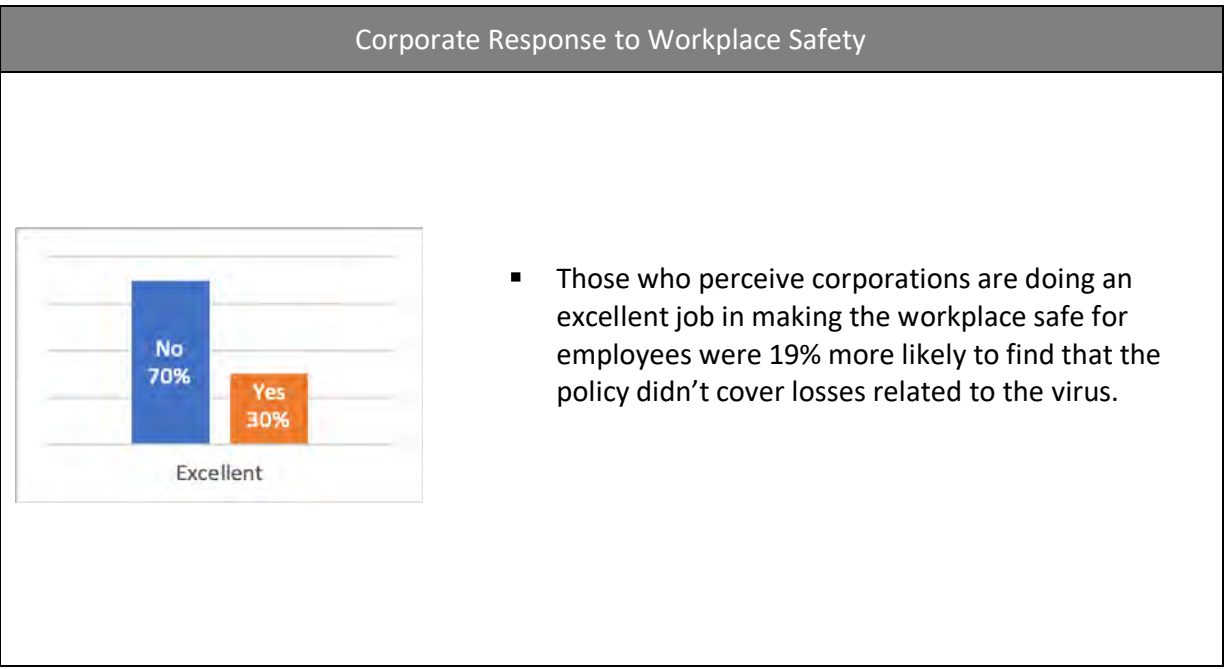 Corporate Response to Workplace Safety
No
70%
Yes
30%
Excellent
▪ Those who perceive corporations are doing an
excellent job in making the workplace safe for
employees were 19% more likely to find that the
policy didn’t cover losses related to the virus.